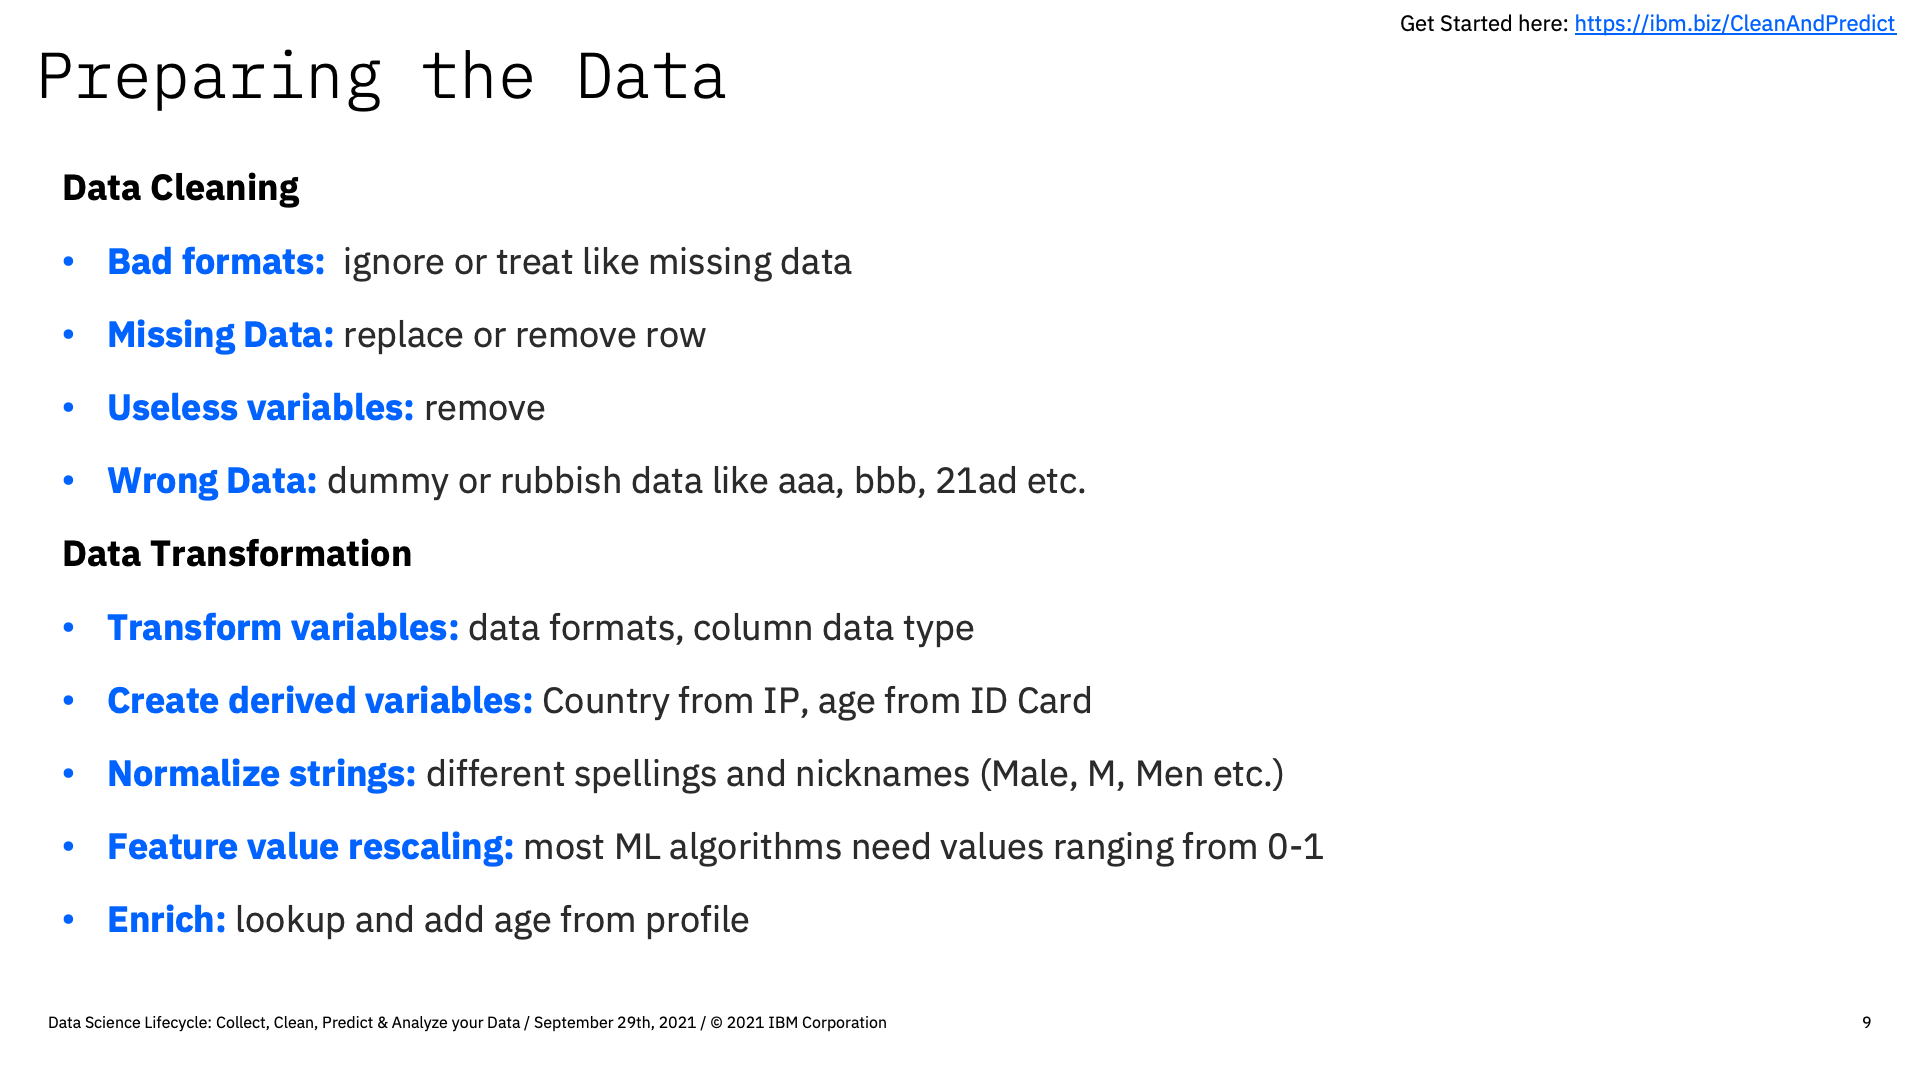 Get Started here: https://ibm.biz/CleanAndPredict
Preparing the Data
Data Cleaning
• Bad formats: ignore or treat like missing data
• Missing Data: replace or remove row
• Useless variables: remove
• Wrong Data: dummy or rubbish data like aaa, bbb, 21ad etc.
Data Transformation
• Transform variables: data formats, column data type
• Create derived variables: Country from IP, age from ID Card
• Normalize strings: different spellings and nicknames (Male, M, Men etc.)
• Feature value rescaling: most ML algorithms need values ranging from 0-1
• Enrich: lookup and add age from profile
Data Science Lifecycle: Collect, Clean, Predict & Analyze your Data / September 29th, 2021 / © 2021 IBM Corporation
9